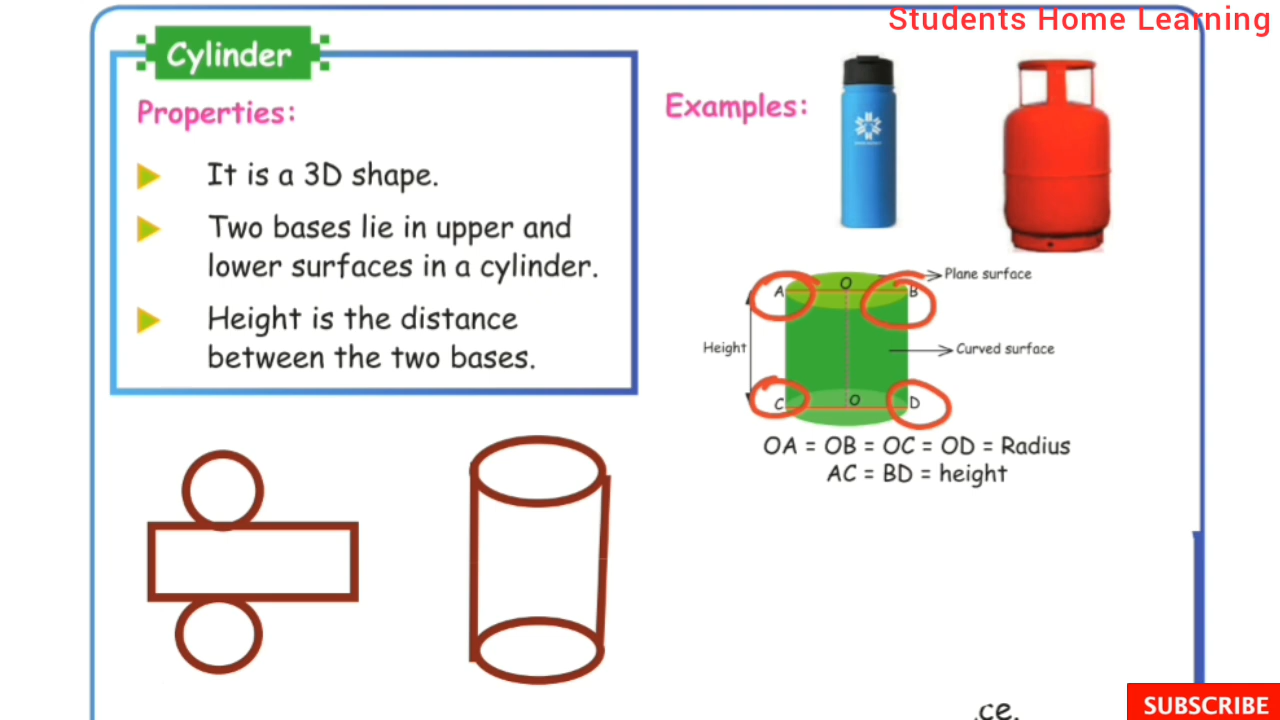 Students Home Learning
Cylinder
Properties:
It is a 3D shape.
Two bases lie in upper and
lower surfaces in a cylinder.
Height is the distance
between the two bases.
Examples:
Plane surface
O
A
B
Height
Curved surface
C
O
D
OA = OB = OC = OD = Radius
AC = BD = height
ce.
SUBSCRIBE